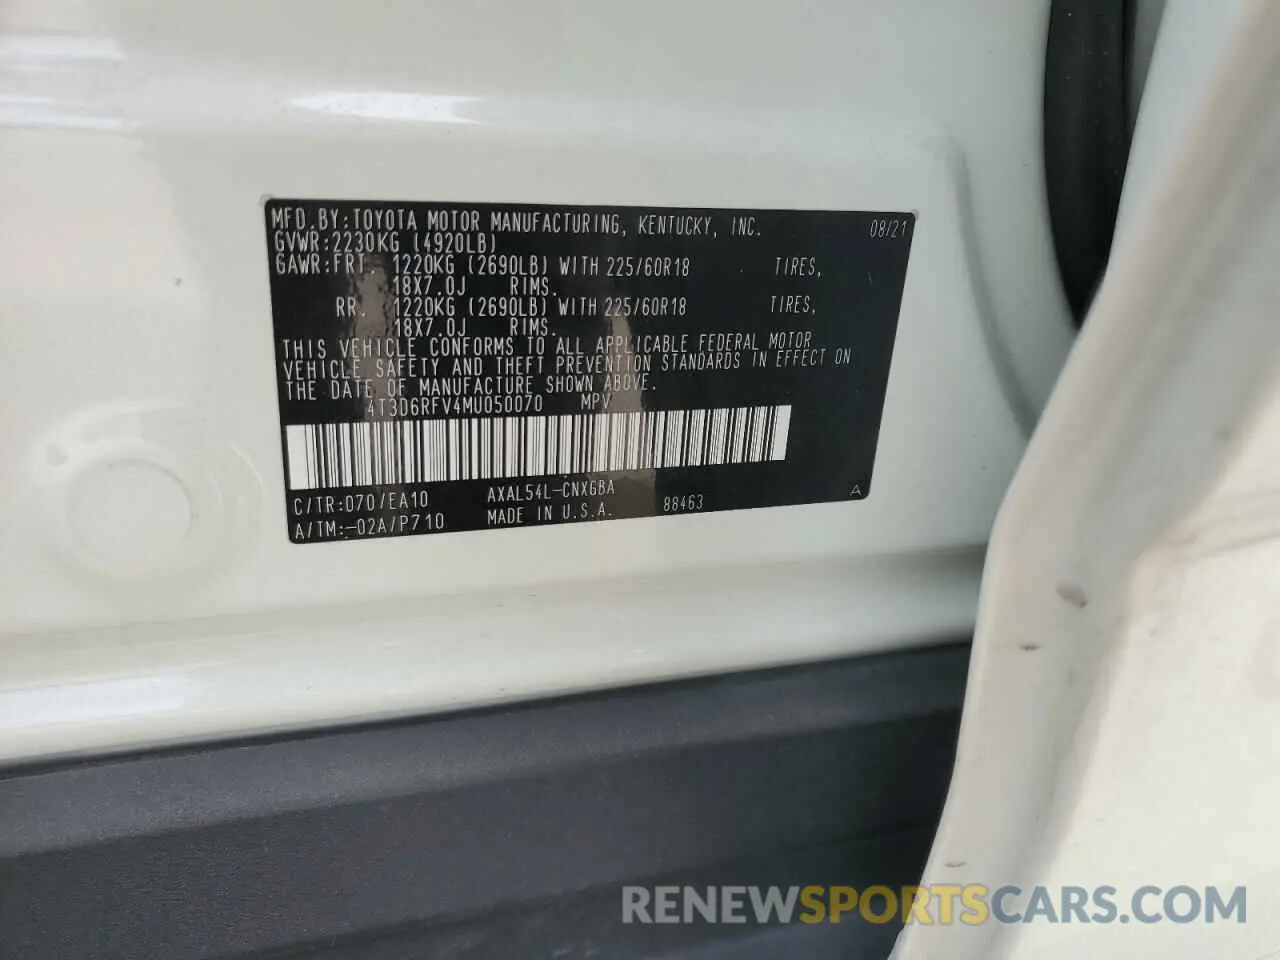 MFD.BY:TOYOTA MOTOR MANUFACTURING, KENTUCKY, INC. 08/21
GVWR:2230KG (4920LB)
GAWR:FRT. 1220KG (2690LB) WITH 225/60R18 TIRES,
18X7.0J RIMS.
RR. 1220KG (2690LB) WITH 225/60R18 TIRES,
18X7.0J RIMS.
THIS VEHICLE CONFORMS TO ALL APPLICABLE FEDERAL MOTOR
VEHICLE SAFETY AND THEFT PREVENTION STANDARDS IN EFFECT ON
THE DATE OF MANUFACTURE SHOWN ABOVE.
4T3D6RFV4MU050070 MPV
C/TR:070/EA10 AXAL54L-CNXGBA A
A/TM:-02A/P710 MADE IN U.S.A. 88463
RENEWSPORTSCARS.COM